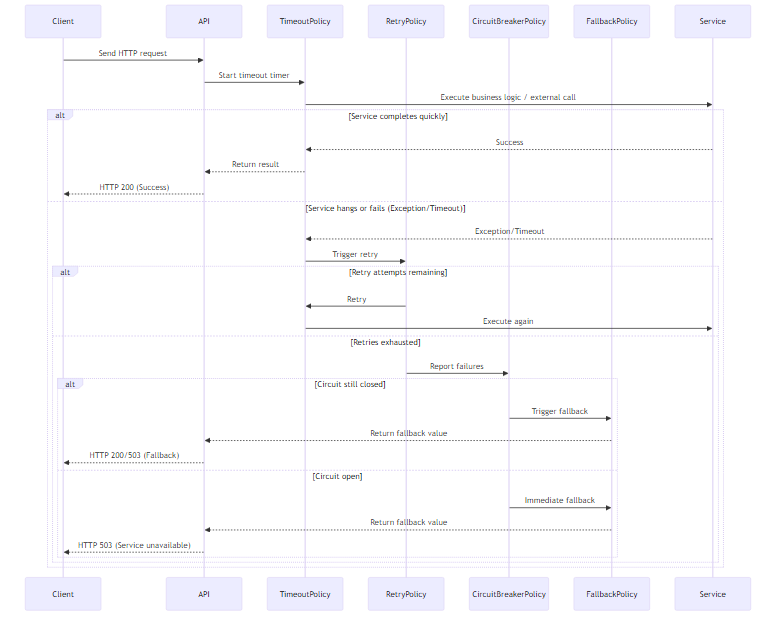 Client API TimeoutPolicy RetryPolicy CircuitBreakerPolicy FallbackPolicy Service
Send HTTP request
Start timeout timer
Execute business logic / external call
alt [Service completes quickly]
Success
Return result
HTTP 200 (Success)
[Service hangs or fails (Exception/Timeout)]
Exception/Timeout
Trigger retry
alt [Retry attempts remaining]
Retry
Execute again
[Retries exhausted]
Report failures
alt [Circuit still closed]
Trigger fallback
Return fallback value
HTTP 200/503 (Fallback)
[Circuit open]
Immediate fallback
Return fallback value
HTTP 503 (Service unavailable)
Client API TimeoutPolicy RetryPolicy CircuitBreakerPolicy FallbackPolicy Service